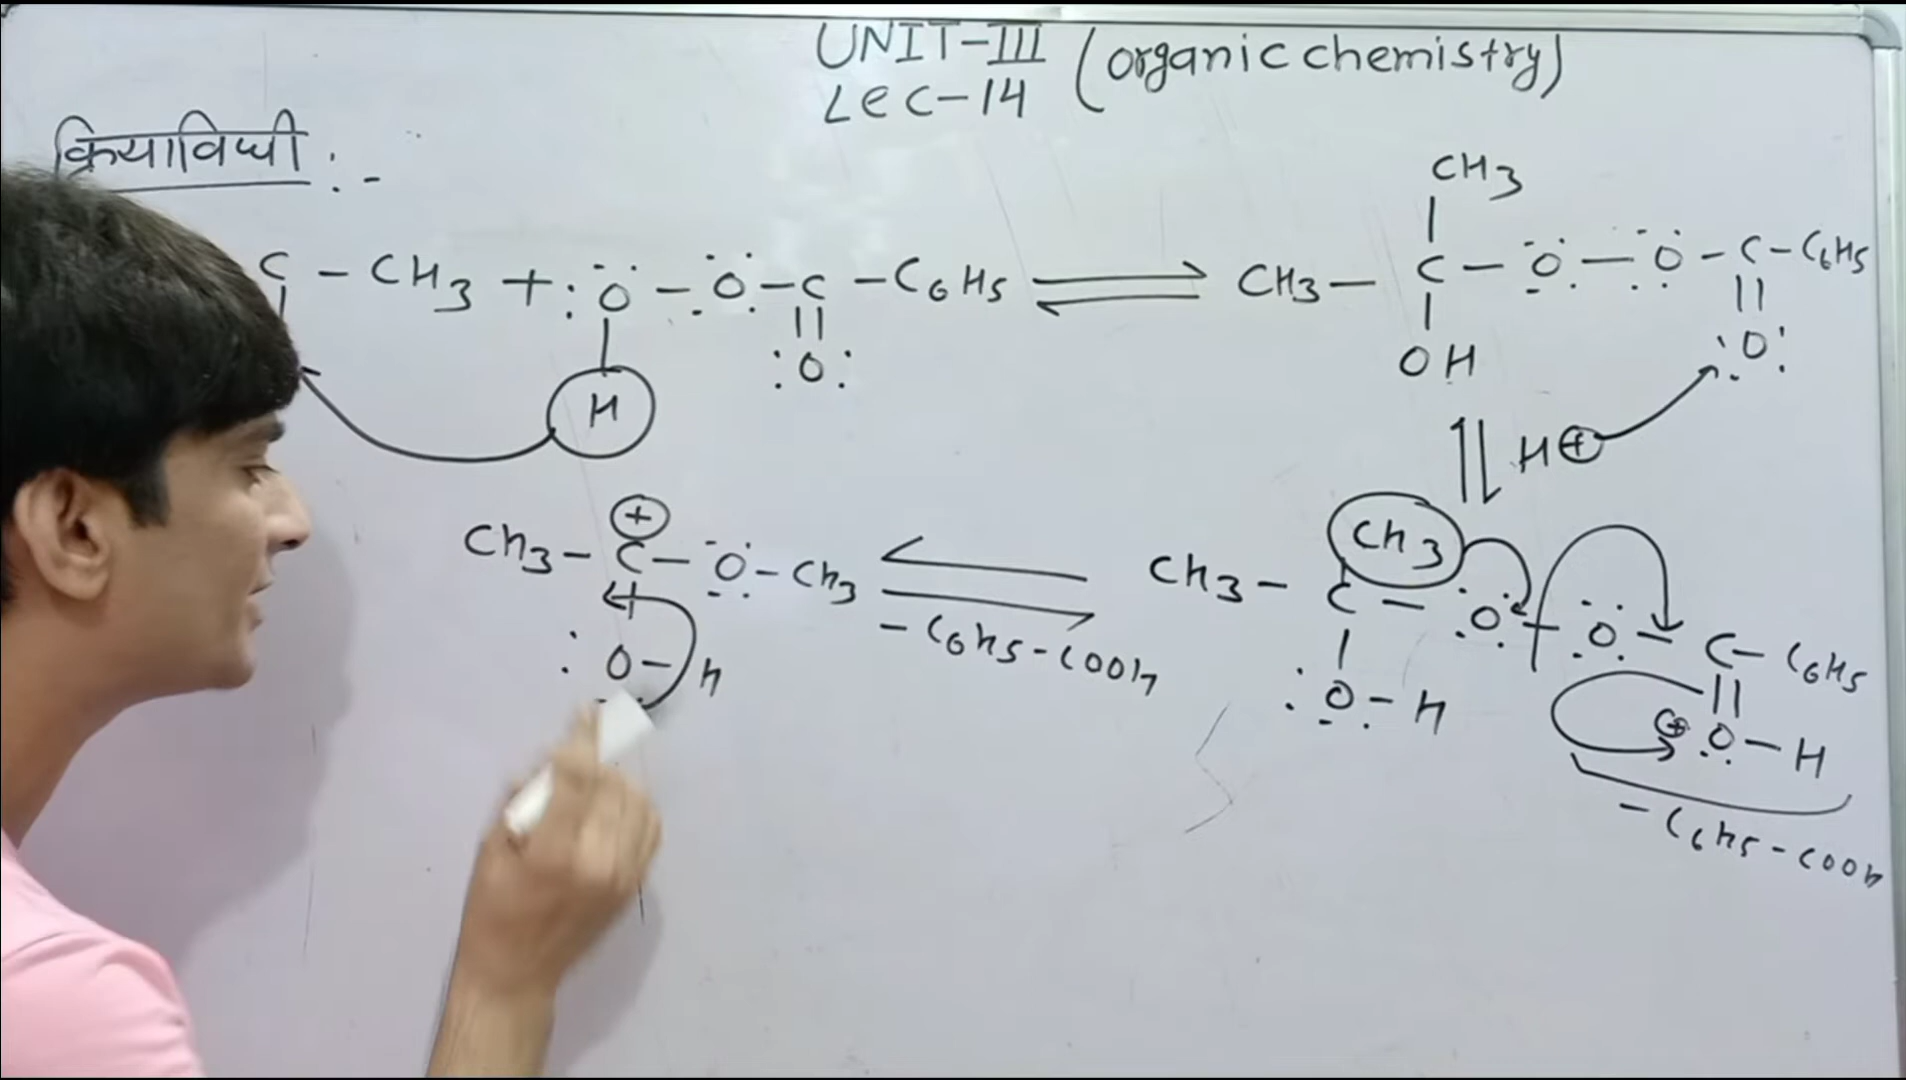 UNIT-III (organic chemistry)
LEC-14
क्रियाविधी :-
CH3
C - CH3 + :O - O - C - C6H5 ⇌ CH3 - C - O - O - C - C6H5
H :O: OH :O:
H⊕
⊕ CH3
CH3 - C - O - CH3 ⇌ CH3 - C - O - O - C - C6H5
- C6H5 - COOH
:O - H :O - H ⊕ O - H
- C6H5 - COOH